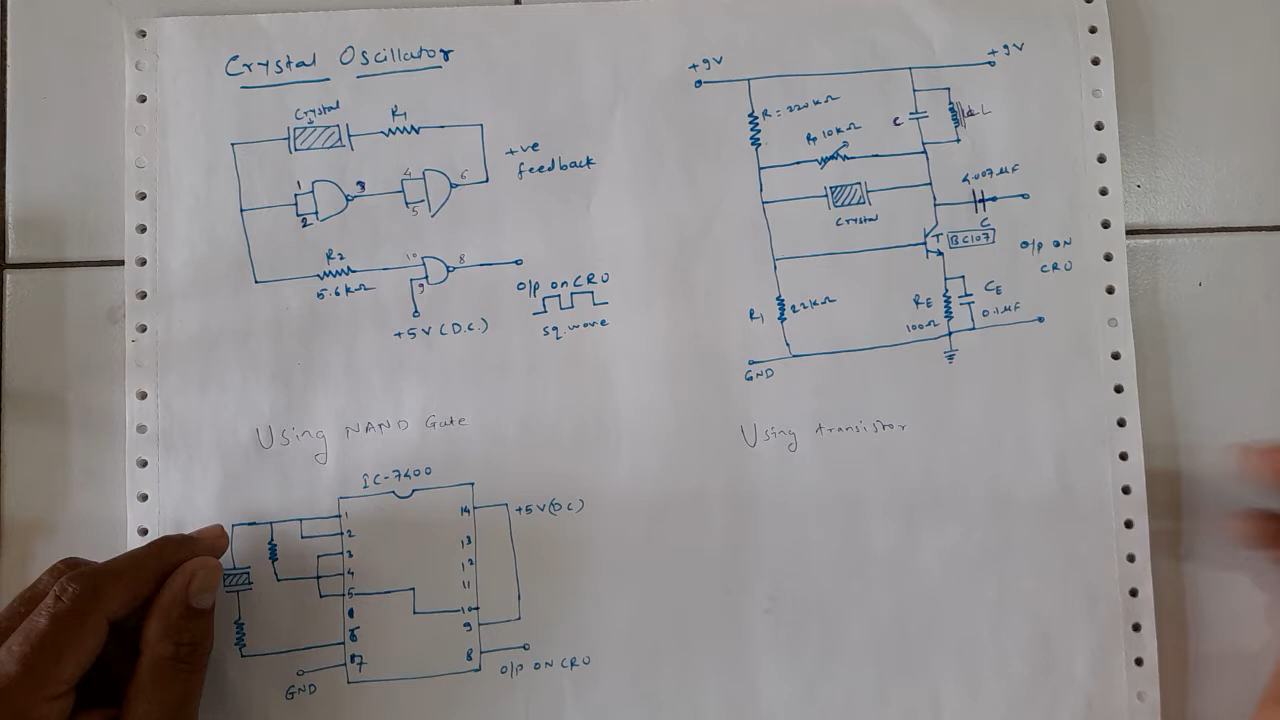 Crystal Oscillator
Crystal
R1
+ve
feedback
1
2
3
4
5
6
R2
5.6kΩ
10
9
8
+5V (D.C.)
O/P on CRO
sq. wave
Using NAND Gate
IC-7400
1
2
3
4
5
6
7
14
13
12
11
10
9
8
+5V(DC)
GND
O/P ON CRO
+9V
+9V
R = 220kΩ
10kΩ
C
L
Crystal
C
T
BC107
O/P ON
CRO
R1
22kΩ
RE
100Ω
CE
0.1μF
GND
Using transistor